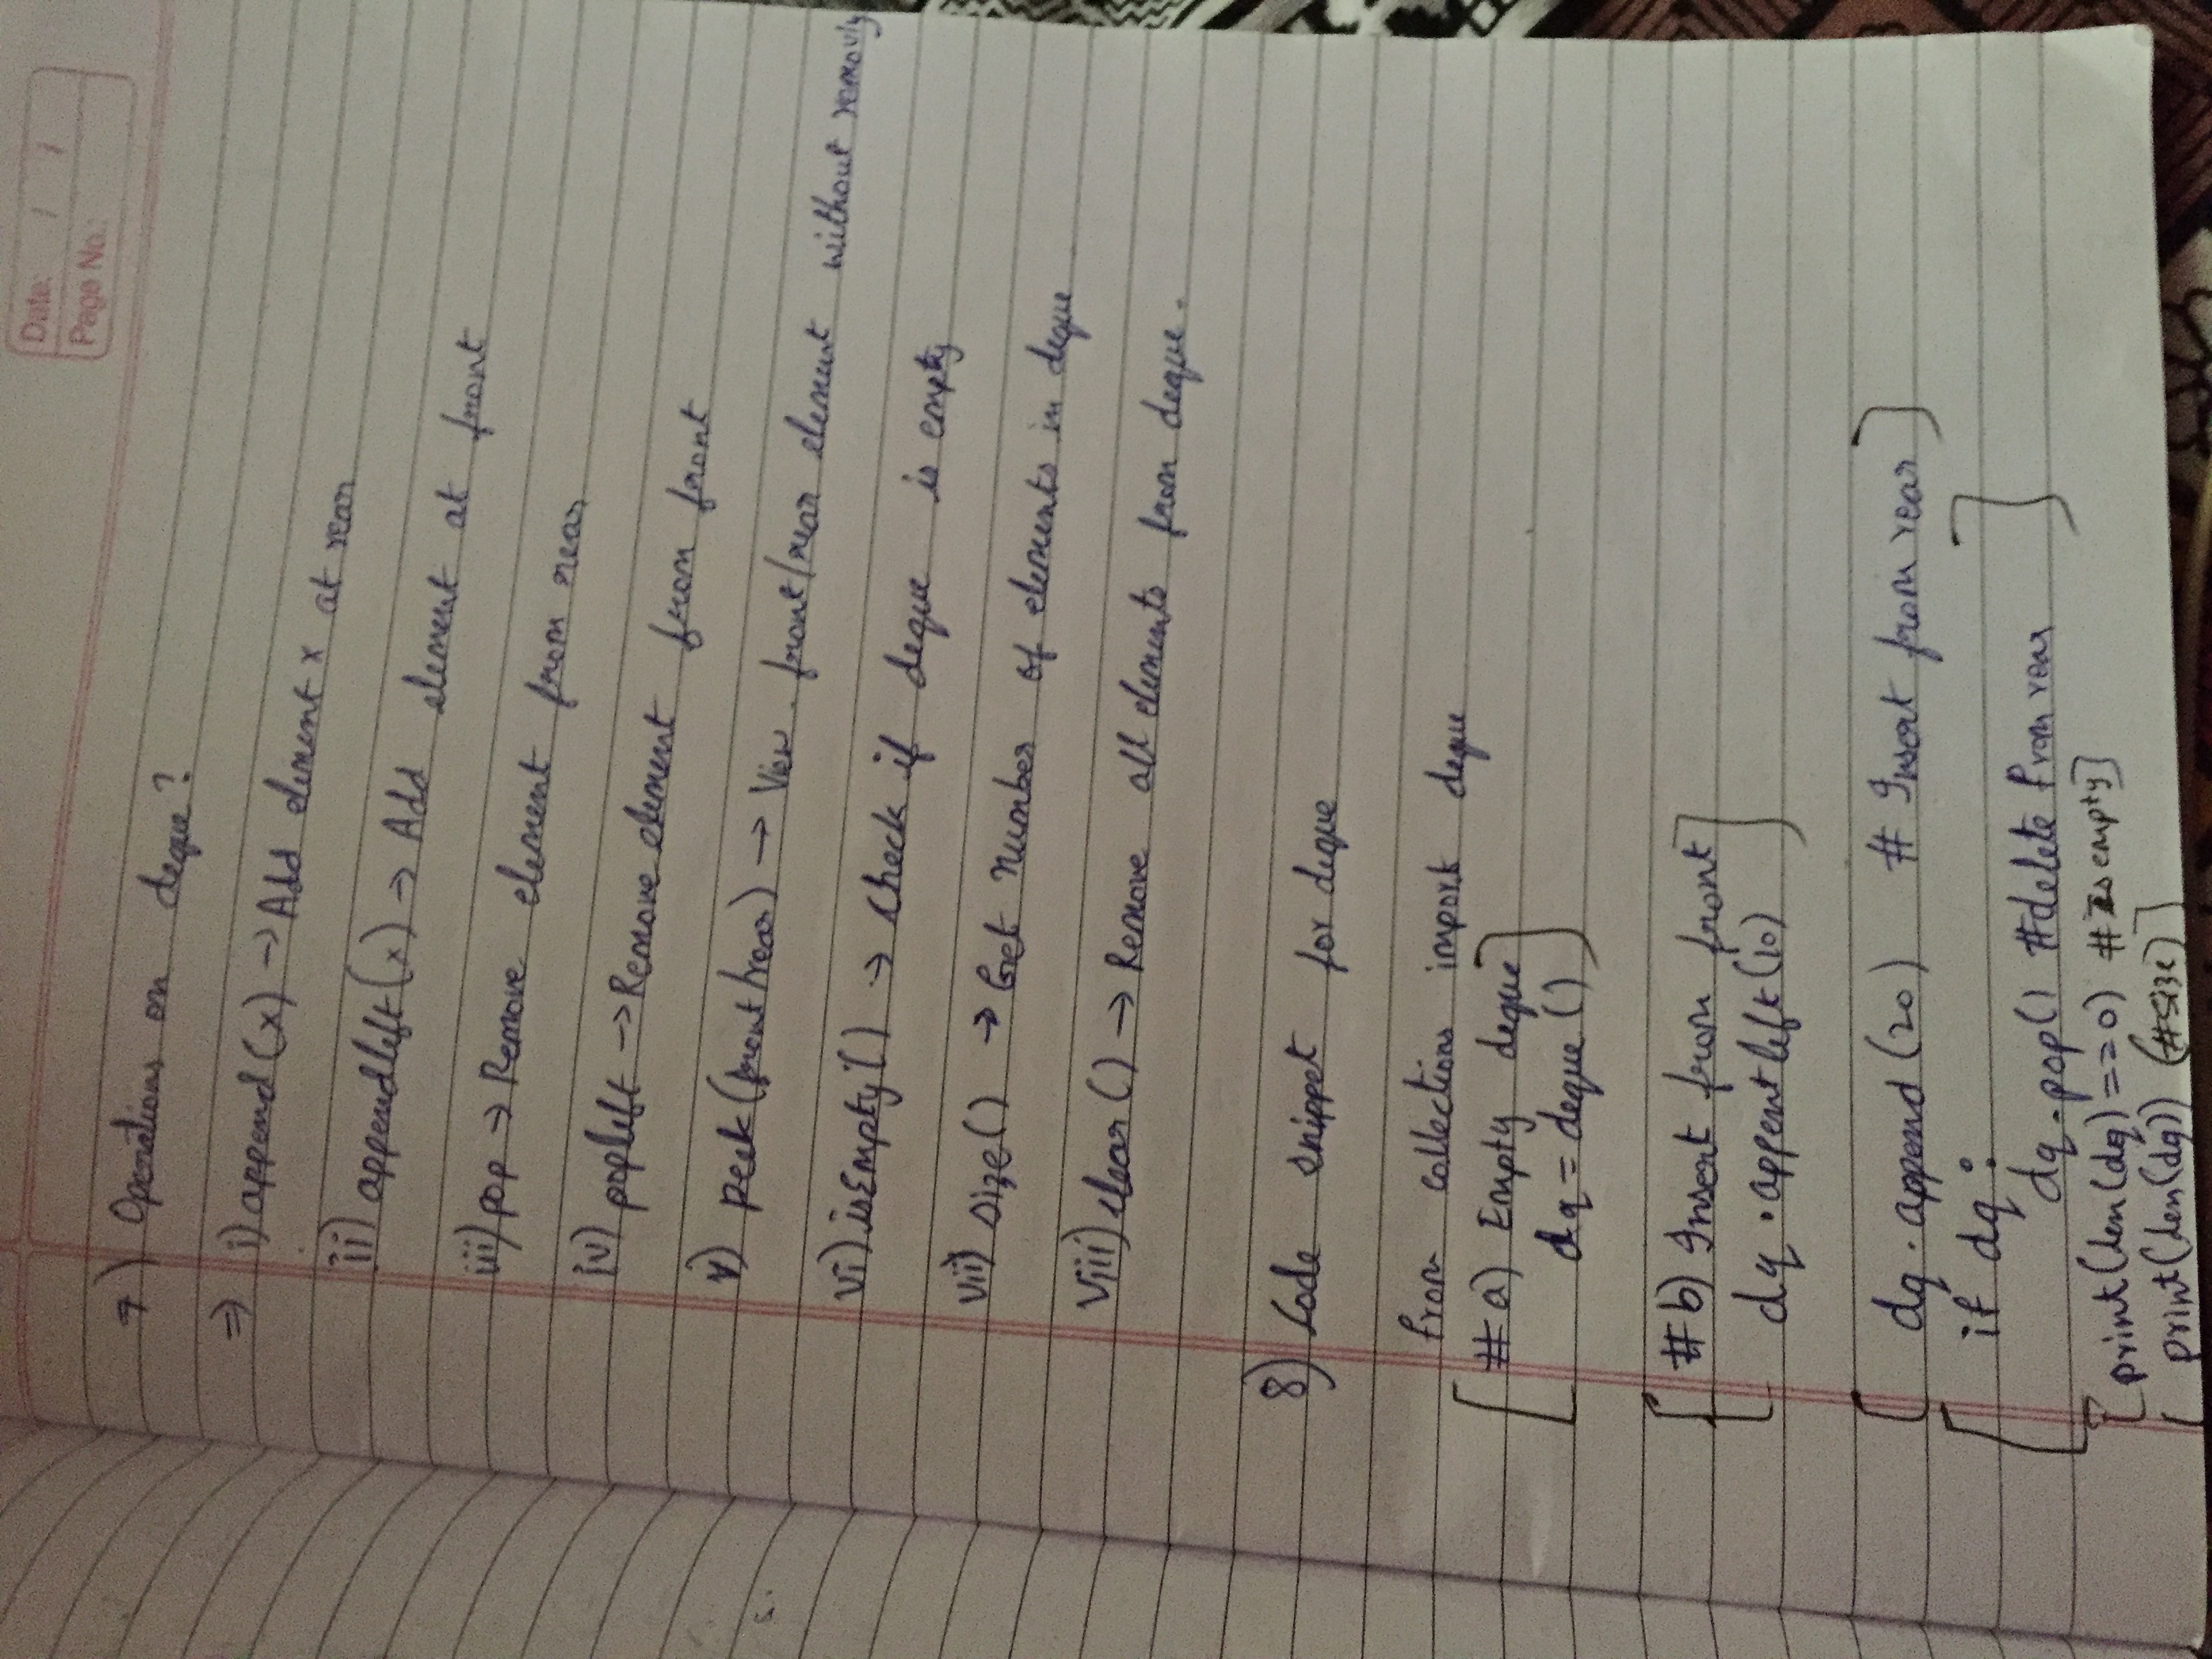 Date: / /
Page No.:
7) Operations on deque?
⇒ i) append(x) → Add element x at rear
ii) appendleft(x) → Add element at front
iii) pop → Remove element from rear
iv) popleft → Remove element from front
v) peek(front/rear) → View front/rear element without removig
vi) isEmpty() → Check if deque is empty
vii) size() → Get number of elements in deque
viii) clear() → Remove all elements from deque.
8) Code snippet for deque
from collections import deque
[#a) Empty deque
dq = deque()]
[#b) Insert from front
dq.appentleft(10)]
[dq.append(20) # Insert from rear]
[if dq:
dq.pop() #delete from rear]
[print(len(dq)==0) #Is empty]
[print(len(dq)) (#size)]